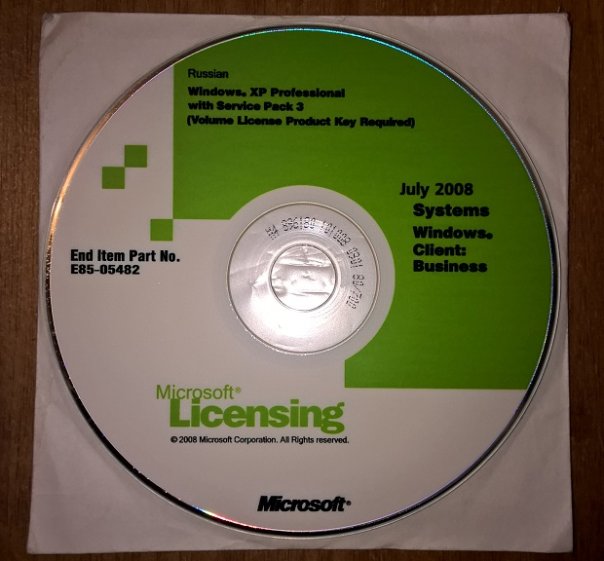 Russian
Windows® XP Professional
with Service Pack 3
(Volume License Product Key Required)
July 2008
Systems
Windows®
Client:
Business
End Item Part No.
E85-05482
Microsoft®
Licensing
© 2008 Microsoft Corporation. All Rights reserved.
Microsoft®